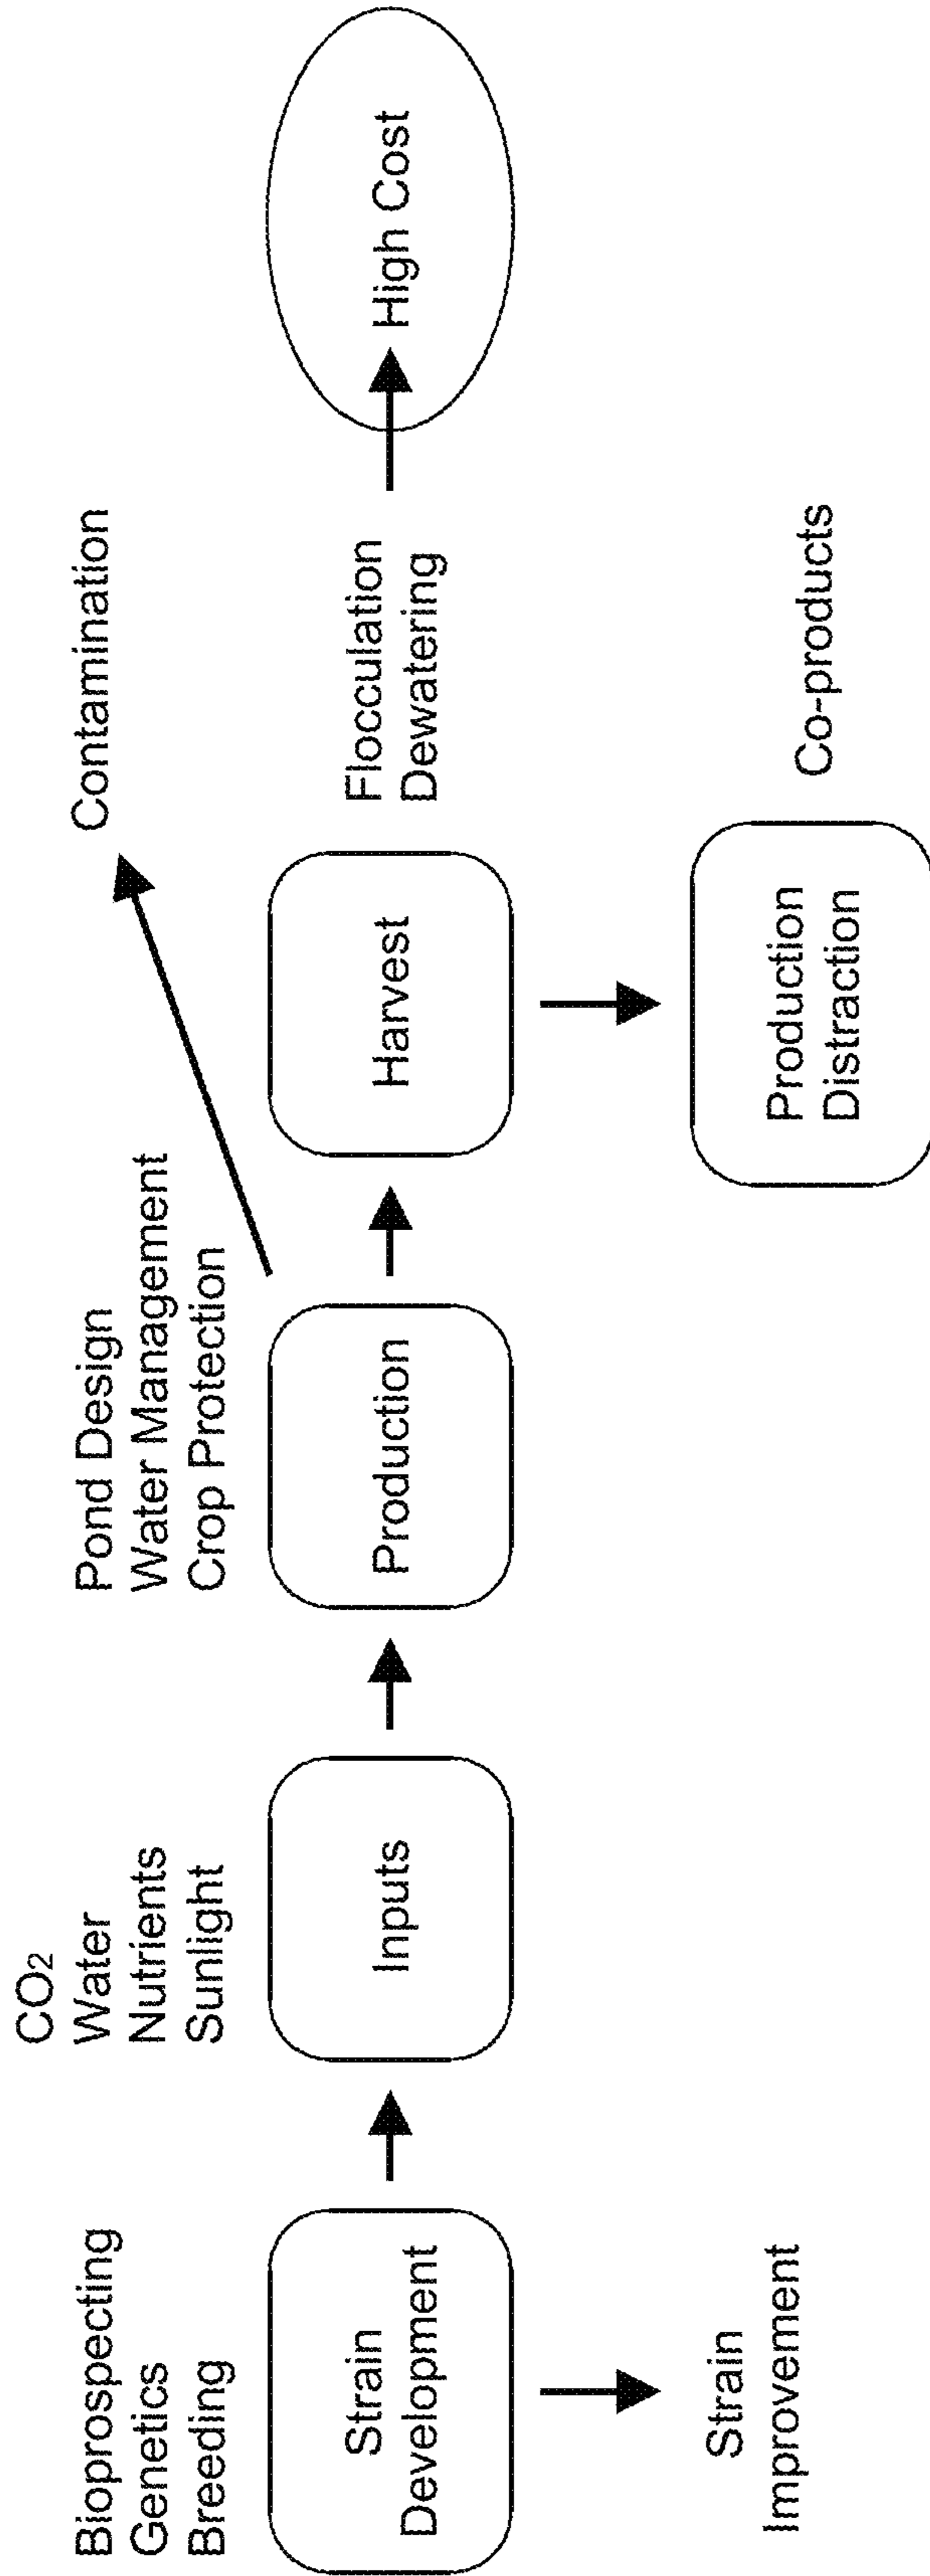 Bioprospecting
Genetics
Breeding
Strain
Development
Strain
Improvement
CO₂
Water
Nutrients
Sunlight
Inputs
Pond Design
Water Management
Crop Protection
Production
Contamination
Harvest
Flocculation
Dewatering
High Cost
Production
Distraction
Co-products